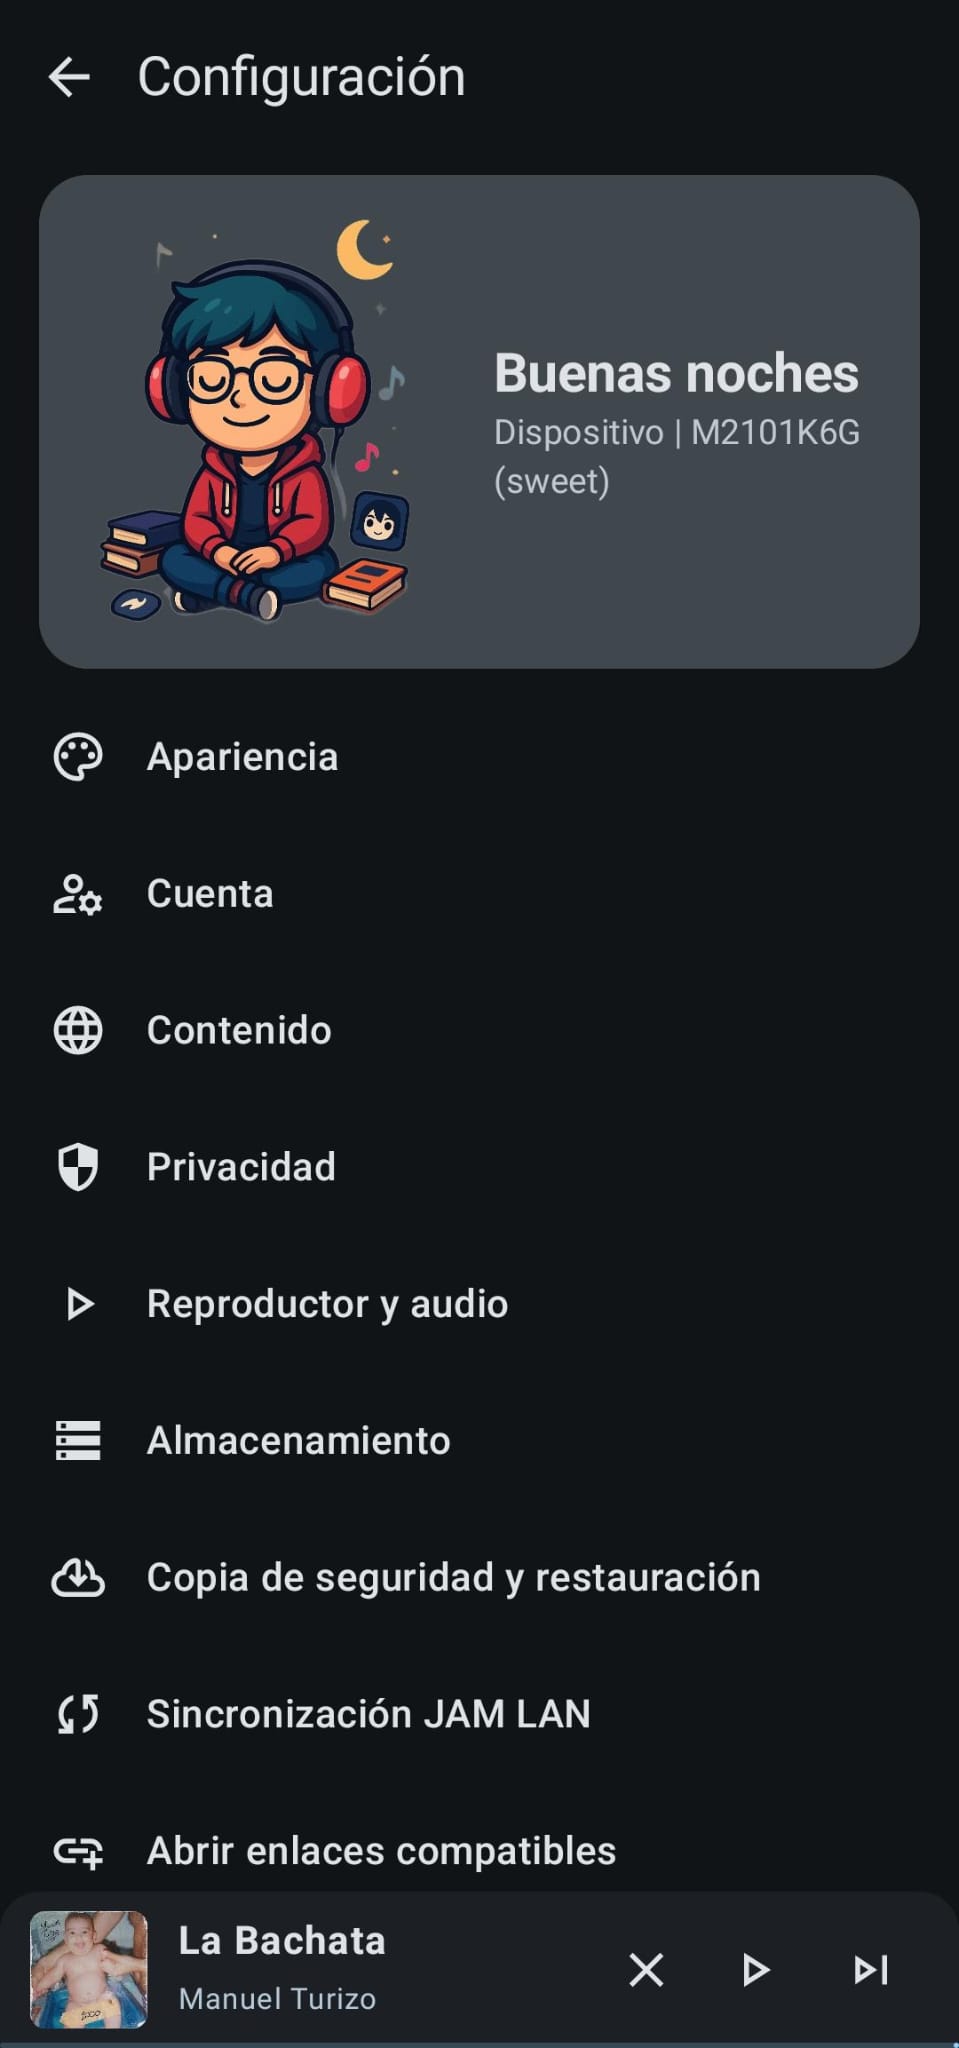 Configuración
Buenas noches
Dispositivo | M2101K6G
(sweet)
Apariencia
Cuenta
Contenido
Privacidad
Reproductor y audio
Almacenamiento
Copia de seguridad y restauración
Sincronización JAM LAN
Abrir enlaces compatibles
La Bachata
Manuel Turizo